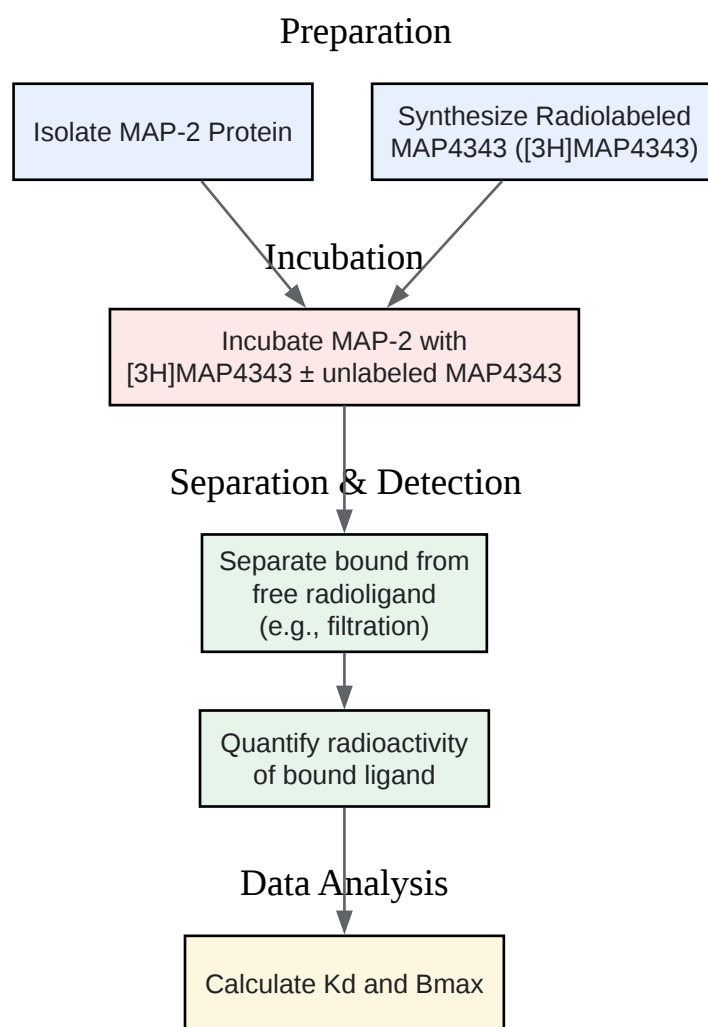 Preparation
Isolate MAP-2 Protein
Synthesize Radiolabeled
MAP4343 ([3H]MAP4343)
Incubation
Incubate MAP-2 with
[3H]MAP4343 ± unlabeled MAP4343
Separation & Detection
Separate bound from
free radioligand
(e.g., filtration)
Quantify radioactivity
of bound ligand
Data Analysis
Calculate Kd and Bmax